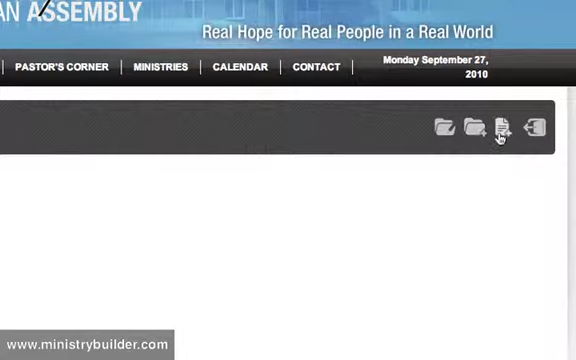 AN ASSEMBLY
Real Hope for Real People in a Real World
PASTOR'S CORNER MINISTRIES CALENDAR CONTACT
Monday September 27,
2010
www.ministrybuilder.com